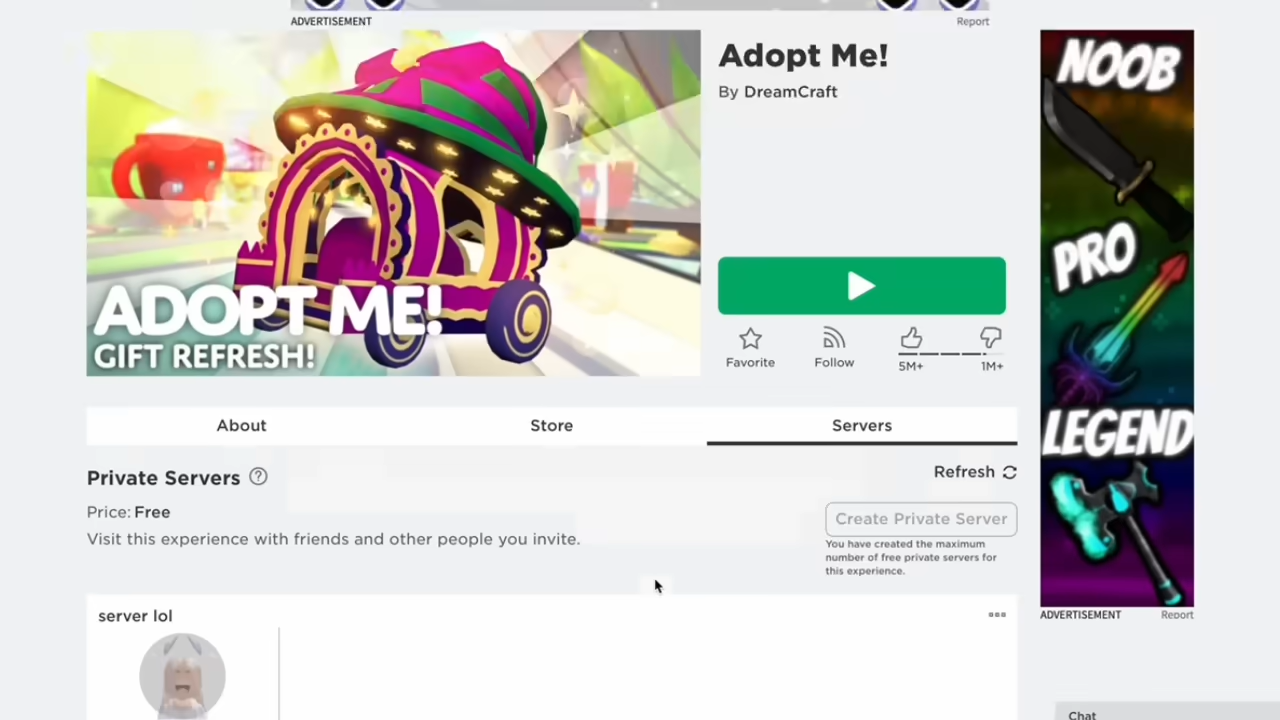 ADVERTISEMENT
Report
Adopt Me!
By DreamCraft
ADOPT ME!
GIFT REFRESH!
Favorite
Follow
5M+
1M+
NOOB
PRO
LEGEND
ADVERTISEMENT
Report
About
Store
Servers
Private Servers ?
Refresh
Price: Free
Visit this experience with friends and other people you invite.
Create Private Server
You have created the maximum
number of free private servers for
this experience.
server lol
Chat